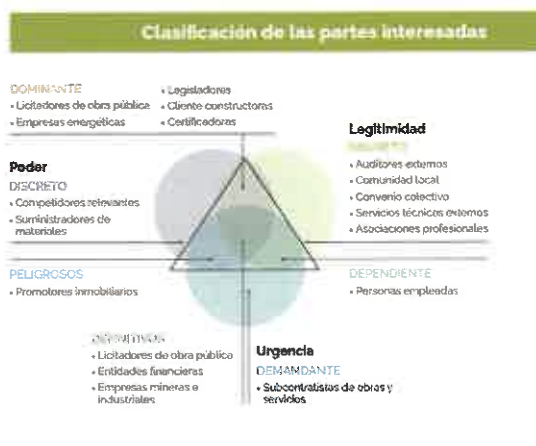 Clasificación de las partes interesadas
DOMINANTE
• Licitadores de obra pública
• Empresas energéticas
• Legisladores
• Cliente constructoras
• Certificadoras
Legitimidad
• Auditores externos
• Comunidad local
• Convenio colectivo
• Servicios técnicos externos
• Asociaciones profesionales
Poder
DISCRETO
• Competidores relevantes
• Suministradores de
materiales
PELIGROSOS
• Promotores inmobiliarios
DEPENDIENTE
• Personas empleadas
DEFINITIVOS
• Licitadores de obra pública
• Entidades financieras
• Empresas mineras e
industriales
Urgencia
DEMANDANTE
• Subcontratistas de obras y
servicios